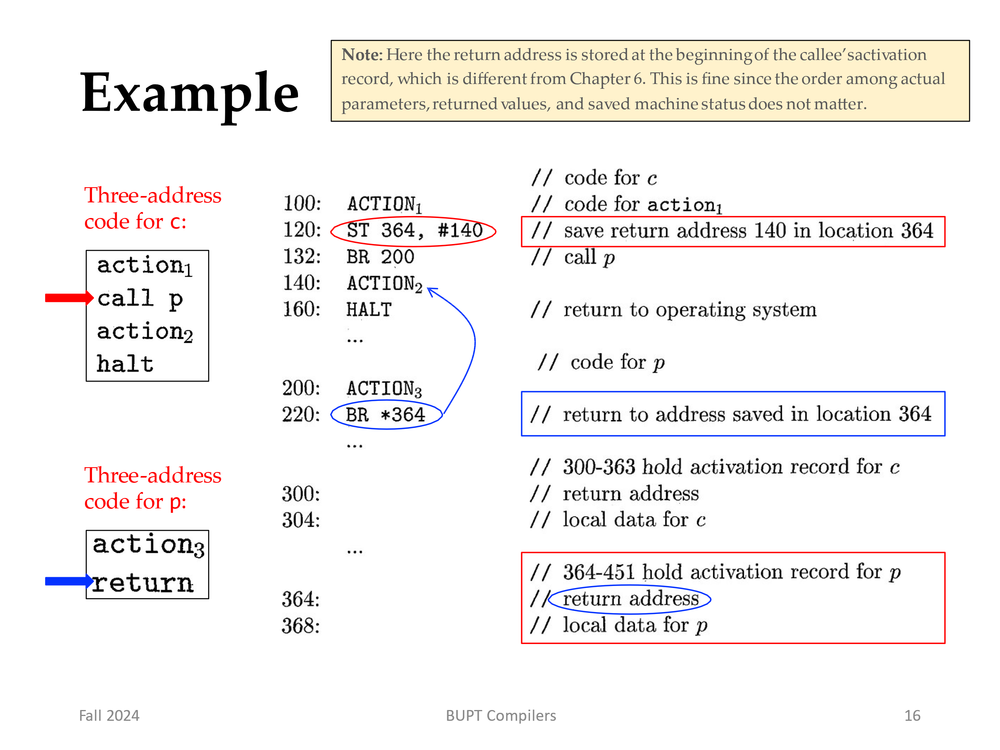 Example
Note: Here the return address is stored at the beginning of the callee'sactivation
record, which is different from Chapter 6. This is fine since the order among actual
parameters, returned values, and saved machine status does not matter.
Three-address
code for c:
action₁
call p
action₂
halt
Three-address
code for p:
action₃
return
// code for c
100: ACTION₁ // code for action₁
120: ST 364, #140 // save return address 140 in location 364
132: BR 200 // call p
140: ACTION₂
160: HALT // return to operating system
...
// code for p
200: ACTION₃
220: BR *364 // return to address saved in location 364
...
// 300-363 hold activation record for c
300: // return address
304: // local data for c
...
// 364-451 hold activation record for p
364: // return address
368: // local data for p
Fall 2024
BUPT Compilers
16